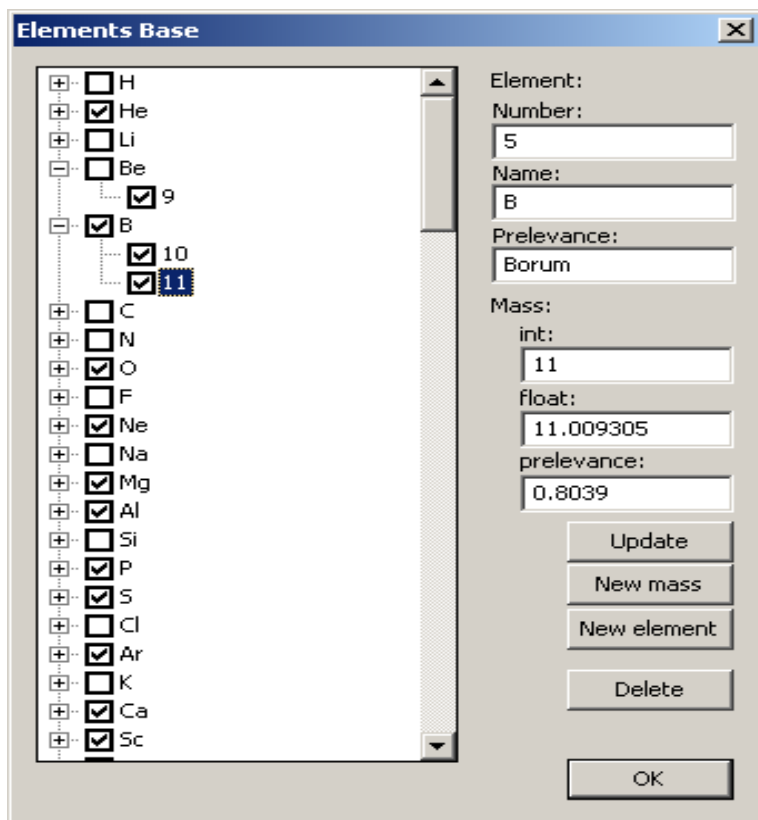 Elements Base
H
He
Li
Be
9
B
10
11
C
N
O
F
Ne
Na
Mg
Al
Si
P
S
Cl
Ar
K
Ca
Sc
Element:
Number:
5
Name:
B
Prelevance:
Borum
Mass:
int:
11
float:
11.009305
prelevance:
0.8039
Update
New mass
New element
Delete
OK